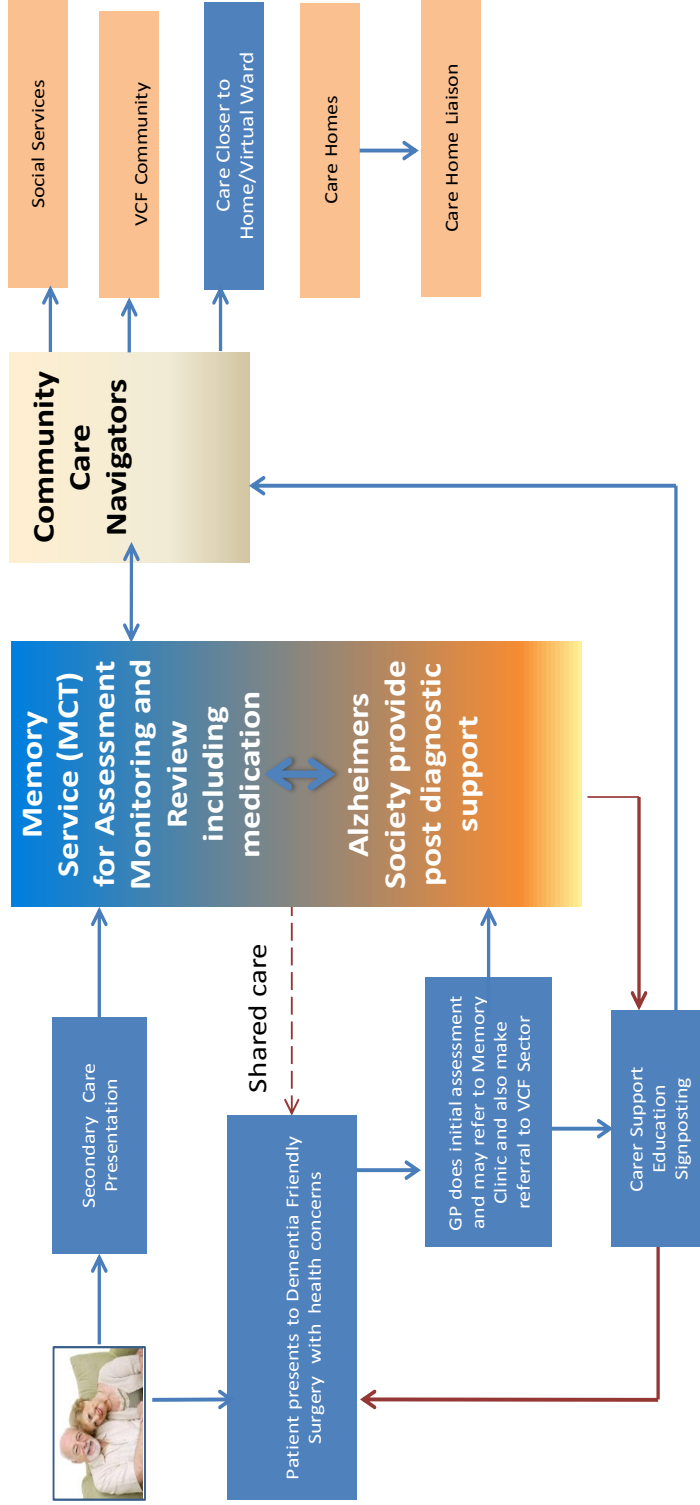 Secondary Care
Presentation
Patient presents to Dementia Friendly
Surgery with health concerns
Shared care
GP does initial assessment
and may refer to Memory
Clinic and also make
referral to VCF Sector
Carer Support
Education
Signposting
Memory
Service (MCT)
for Assessment
Monitoring and
Review
including
medication
Alzheimers
Society provide
post diagnostic
support
Community
Care
Navigators
Social Services
VCF Community
Care Closer to
Home/Virtual Ward
Care Homes
Care Home Liaison